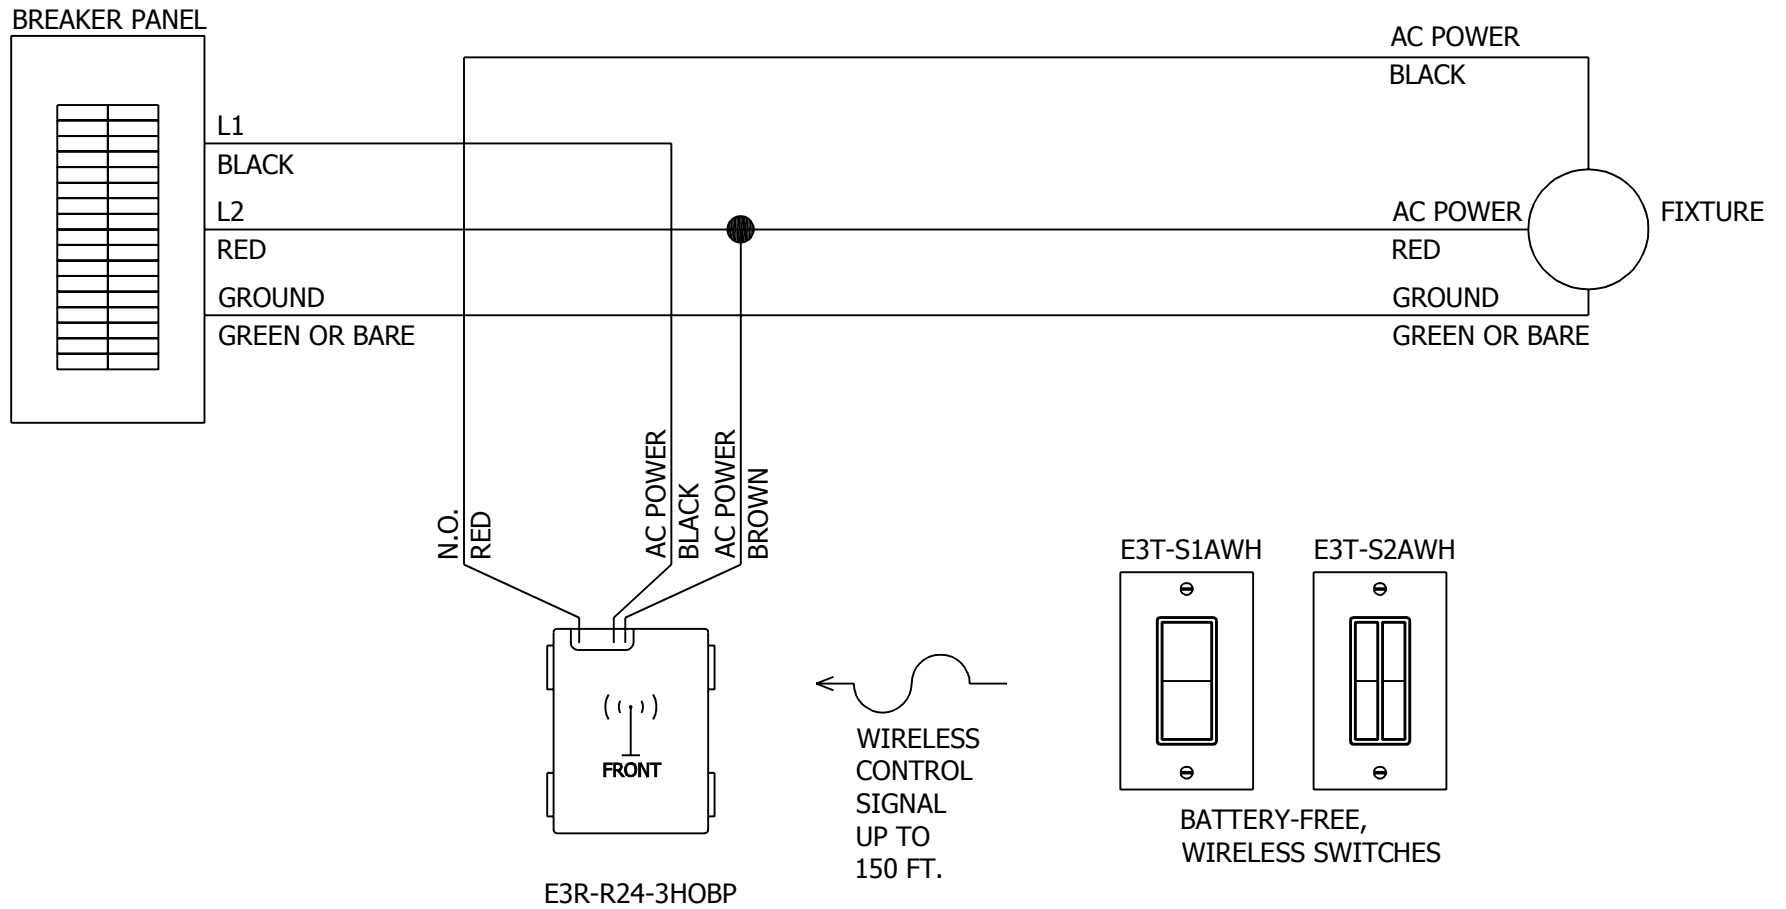 BREAKER PANEL
AC POWER
BLACK
L1
BLACK
L2
RED
GROUND
GREEN OR BARE
AC POWER
RED
FIXTURE
GROUND
GREEN OR BARE
N.O.
RED
AC POWER
BLACK
AC POWER
BROWN
FRONT
E3R-R24-3HOBP
WIRELESS
CONTROL
SIGNAL
UP TO
150 FT.
E3T-S1AWH
E3T-S2AWH
BATTERY-FREE,
WIRELESS SWITCHES